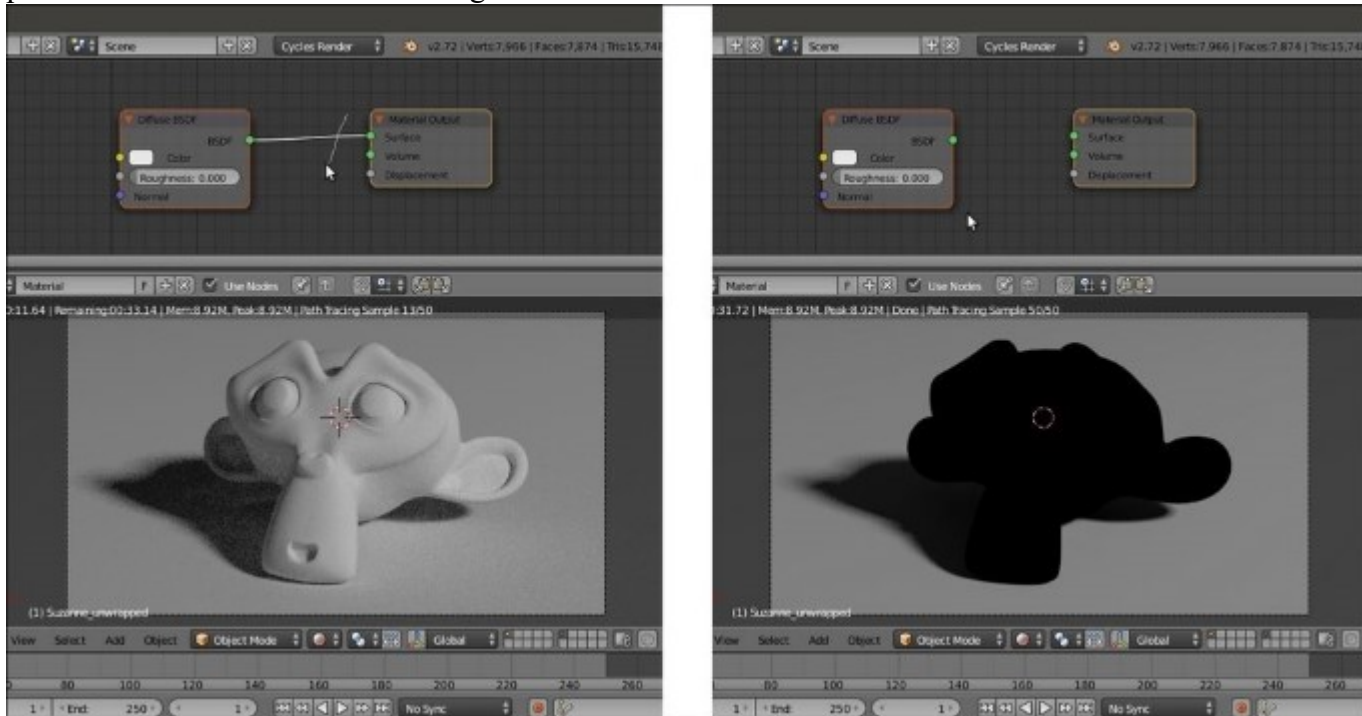 Scene Cycles Render v2.72 | Verts:7,966 | Faces:7,874 | Tris:15,748
Diffuse BSDF
BSDF
Color
Roughness: 0.000
Normal
Material Output
Surface
Volume
Displacement
Material F Use Nodes
0:11.64 | Remaining:00:33.14 | Mem:8.92M, Peak:8.92M | Path Tracing Sample 13/50
(1) Suzanne_unwrapped
View Select Add Object Object Mode Global
80 100 120 140 160 180 200 220 240 260
1 End: 250 1 No Sync
Scene Cycles Render v2.72 | Verts:7,966 | Faces:7,874 | Tris:15,74
Diffuse BSDF
BSDF
Color
Roughness: 0.000
Normal
Material Output
Surface
Volume
Displacement
Material F Use Nodes
:31.72 | Mem:8.92M, Peak:8.92M | Done | Path Tracing Sample 50/50
(1) Suzanne_unwrapped
View Select Add Object Object Mode Global
80 100 120 140 160 180 200 220 240 260
1 End: 250 1 No Sync